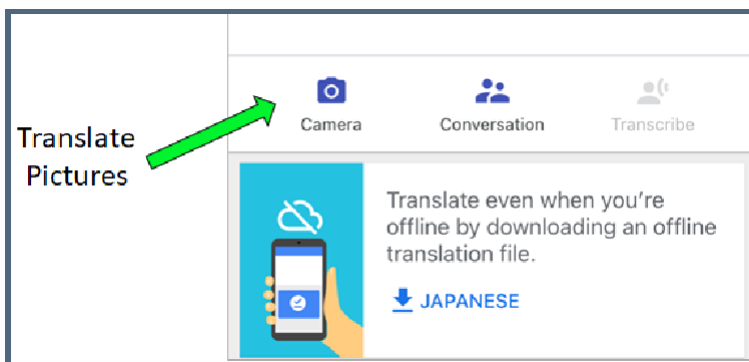 Camera
Conversation
Transcribe
Translate
Pictures
Translate even when you're
offline by downloading an offline
translation file.
JAPANESE